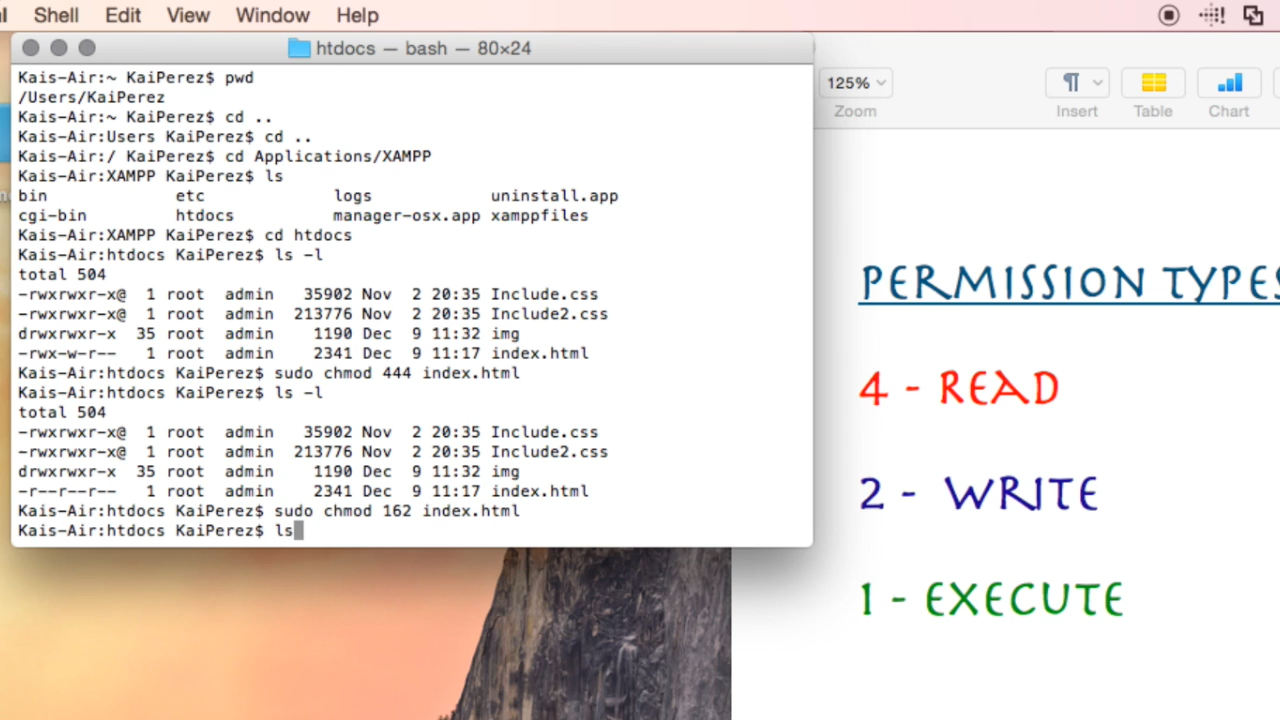 Shell Edit View Window Help
htdocs — bash — 80×24
Kais-Air:~ KaiPerez$ pwd
/Users/KaiPerez
Kais-Air:~ KaiPerez$ cd ..
Kais-Air:Users KaiPerez$ cd ..
Kais-Air:/ KaiPerez$ cd Applications/XAMPP
Kais-Air:XAMPP KaiPerez$ ls
bin etc logs uninstall.app
cgi-bin htdocs manager-osx.app xamppfiles
Kais-Air:XAMPP KaiPerez$ cd htdocs
Kais-Air:htdocs KaiPerez$ ls -l
total 504
-rwxrwxr-x@ 1 root admin 35902 Nov 2 20:35 Include.css
-rwxrwxr-x@ 1 root admin 213776 Nov 2 20:35 Include2.css
drwxrwxr-x 35 root admin 1190 Dec 9 11:32 img
-rwx-w-r-- 1 root admin 2341 Dec 9 11:17 index.html
Kais-Air:htdocs KaiPerez$ sudo chmod 444 index.html
Kais-Air:htdocs KaiPerez$ ls -l
total 504
-rwxrwxr-x@ 1 root admin 35902 Nov 2 20:35 Include.css
-rwxrwxr-x@ 1 root admin 213776 Nov 2 20:35 Include2.css
drwxrwxr-x 35 root admin 1190 Dec 9 11:32 img
-r--r--r-- 1 root admin 2341 Dec 9 11:17 index.html
Kais-Air:htdocs KaiPerez$ sudo chmod 162 index.html
Kais-Air:htdocs KaiPerez$ ls
125%
Zoom Insert Table Chart
PERMISSION TYPES
4 - READ
2 - WRITE
1 - EXECUTE